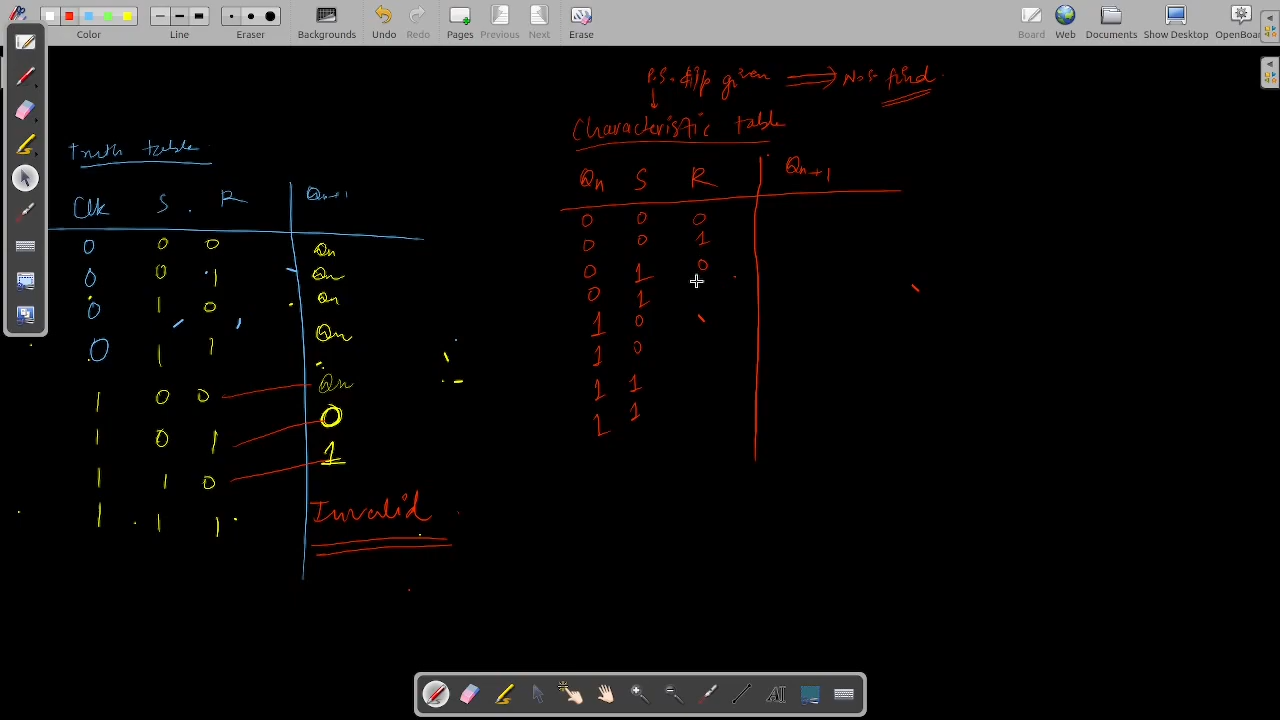 Color Line Eraser Backgrounds Undo Redo Pages Previous Next Erase Board Web Documents Show Desktop OpenBoar
P.S. & i/p given ⟹ N.S. find.
↓
Characteristic table
Qn S R Qn+1
0 0 0
0 0 1
0 1 0
0 1
1 0
1 0
1 1
1 1
Truth table
Clk S R Qn+1
0 0 0 Qn
0 0 1 Qn
0 1 0 Qn
0 1 1 Qn
1 0 0 Qn
1 0 1 0
1 1 0 1
1 1 1 Invalid
AI